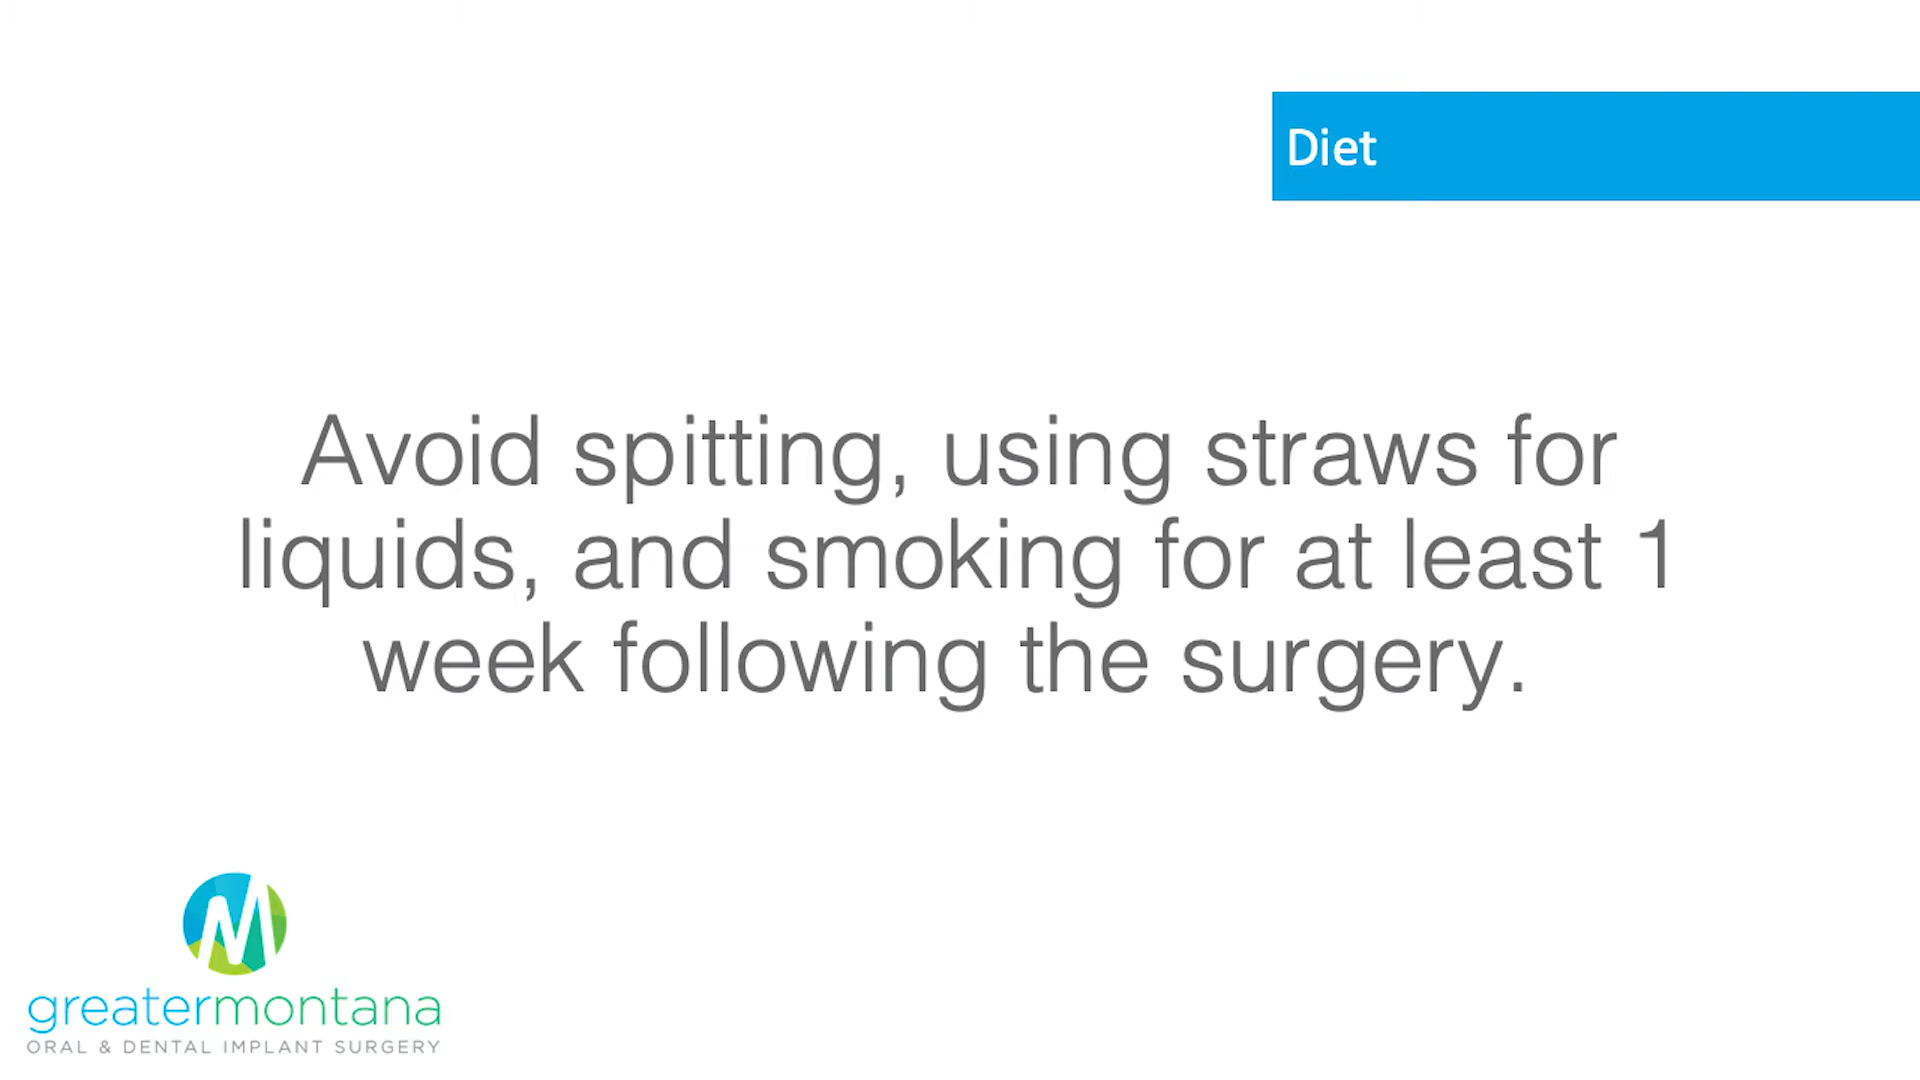 Diet
Avoid spitting, using straws for
liquids, and smoking for at least 1
week following the surgery.
M
greatermontana
ORAL & DENTAL IMPLANT SURGERY